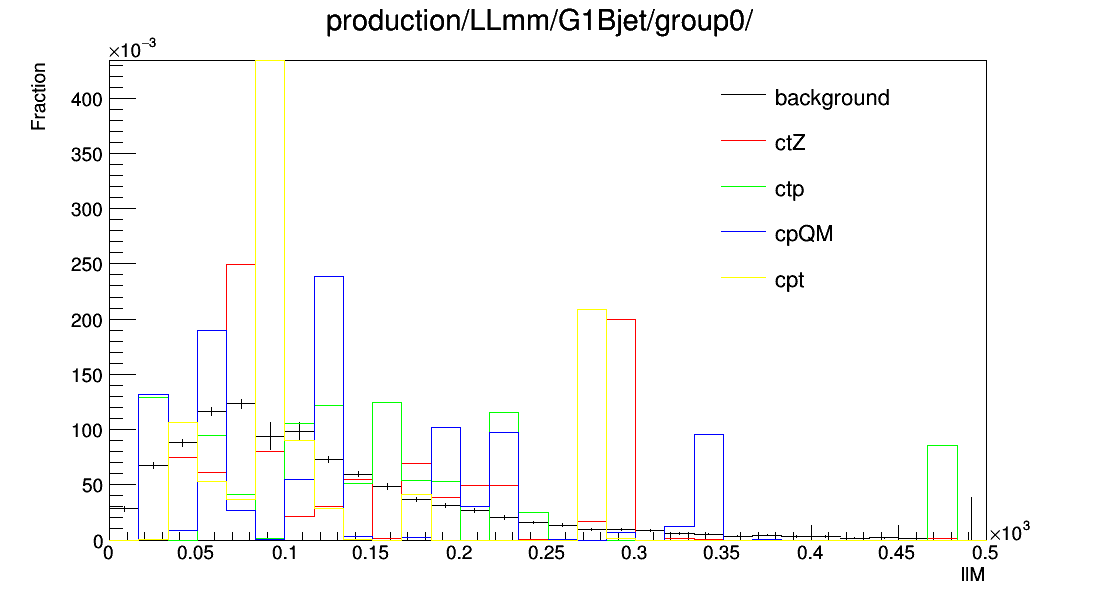 production/LLmm/G1Bjet/group0/
×10⁻³
Fraction
400
350
300
250
200
150
100
50
0
background
ctZ
ctp
cpQM
cpt
0 0.05 0.1 0.15 0.2 0.25 0.3 0.35 0.4 0.45 0.5
×10³
llM